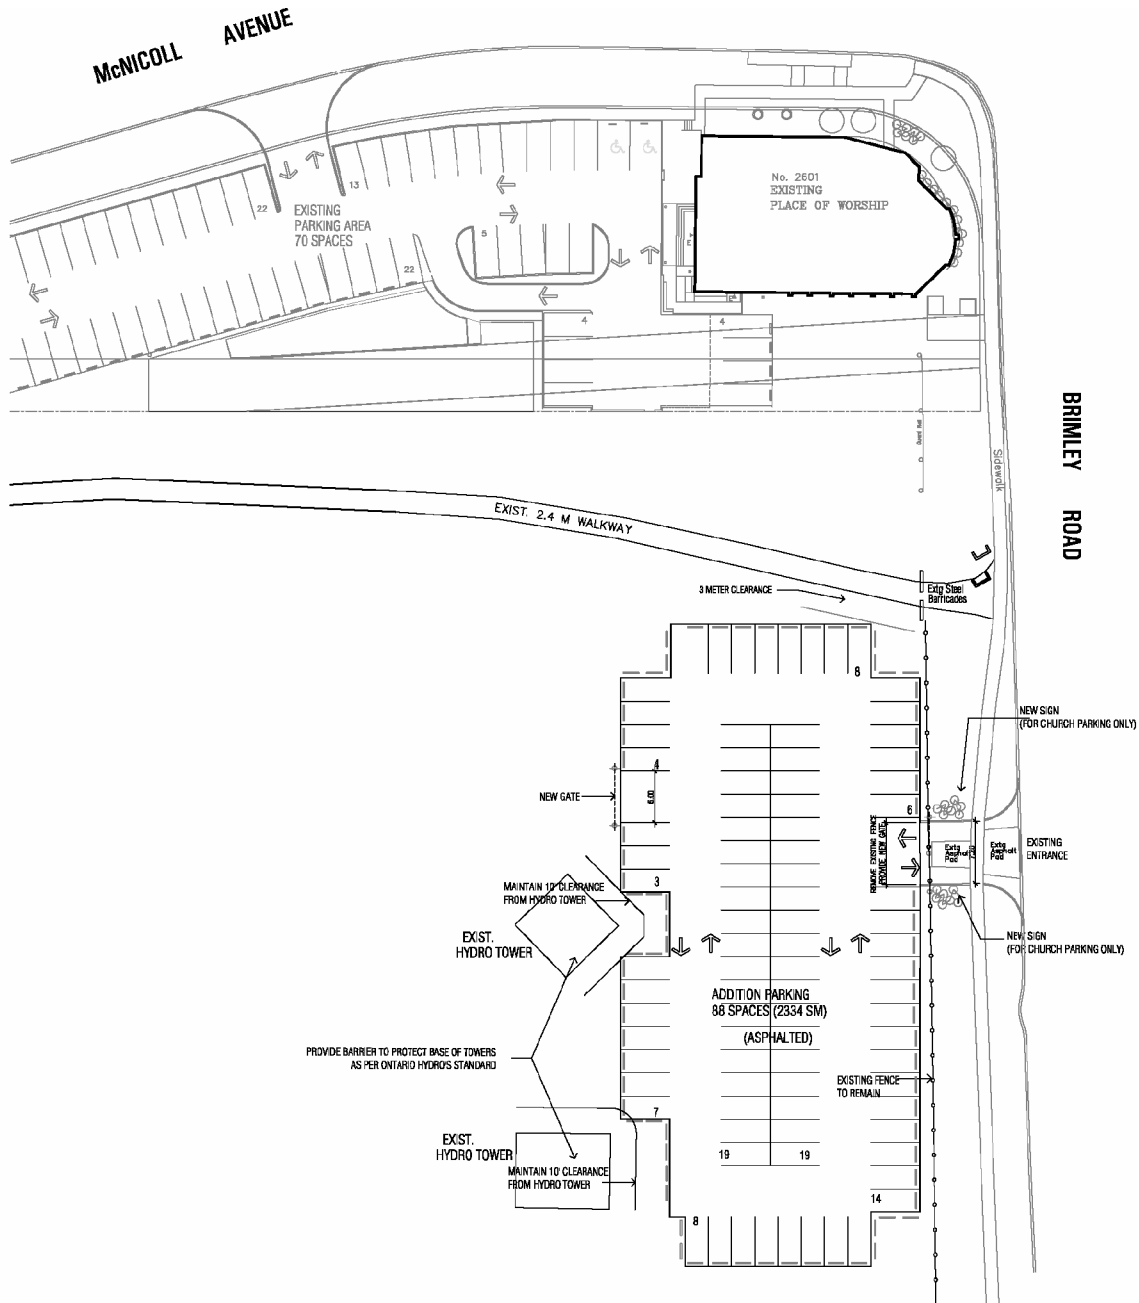 McNICOLL AVENUE
No. 2601
EXISTING
PLACE OF WORSHIP
13
22
EXISTING
PARKING AREA
70 SPACES
5
22
4
4
BRIMLEY ROAD
Sidewalk
EXIST. 2.4 M WALKWAY
3 METER CLEARANCE
Extg Steel
Barricades
8
NEW SIGN
(FOR CHURCH PARKING ONLY)
4
NEW GATE
6.00
6
REMOVE EXISTING FENCE
PROVIDE NEW GATE
Extg
Asphalt
Pad
7.20
Extg
Asphalt
Pad
EXISTING
ENTRANCE
3
MAINTAIN 10' CLEARANCE
FROM HYDRO TOWER
EXIST.
HYDRO TOWER
NEW SIGN
(FOR CHURCH PARKING ONLY)
ADDITION PARKING
88 SPACES (2334 SM)
(ASPHALTED)
PROVIDE BARRIER TO PROTECT BASE OF TOWERS
AS PER ONTARIO HYDRO'S STANDARD
EXISTING FENCE
TO REMAIN
7
EXIST.
HYDRO TOWER
MAINTAIN 10' CLEARANCE
FROM HYDRO TOWER
19
19
14
8